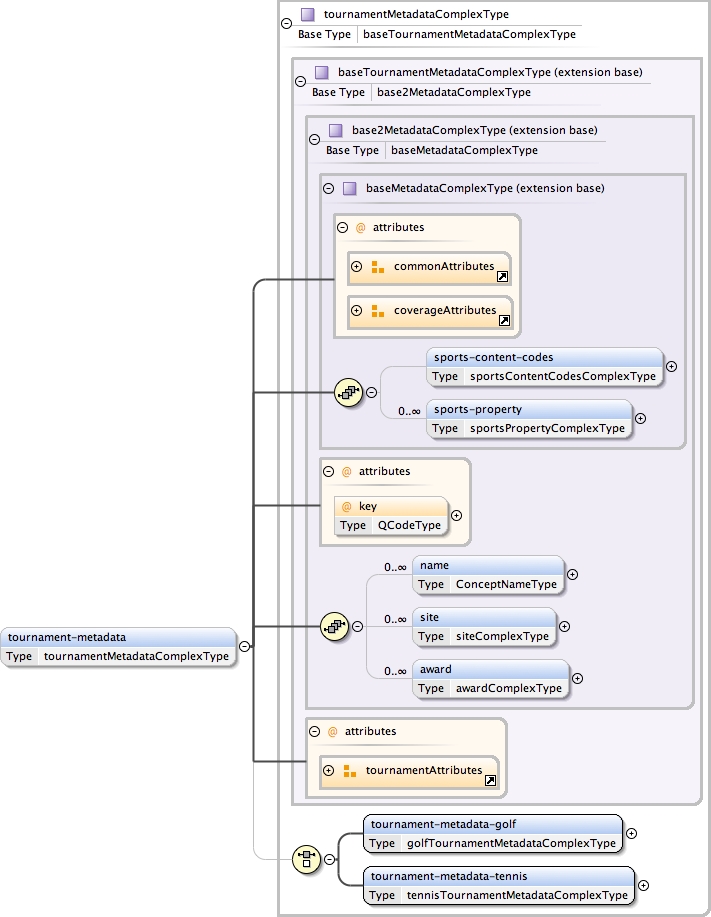 tournamentMetadataComplexType
Base Type baseTournamentMetadataComplexType
baseTournamentMetadataComplexType (extension base)
Base Type base2MetadataComplexType
base2MetadataComplexType (extension base)
Base Type baseMetadataComplexType
baseMetadataComplexType (extension base)
@ attributes
commonAttributes
coverageAttributes
sports-content-codes
Type sportsContentCodesComplexType
0..∞ sports-property
Type sportsPropertyComplexType
@ attributes
@ key
Type QCodeType
0..∞ name
Type ConceptNameType
0..∞ site
Type siteComplexType
0..∞ award
Type awardComplexType
tournament-metadata
Type tournamentMetadataComplexType
@ attributes
tournamentAttributes
tournament-metadata-golf
Type golfTournamentMetadataComplexType
tournament-metadata-tennis
Type tennisTournamentMetadataComplexType